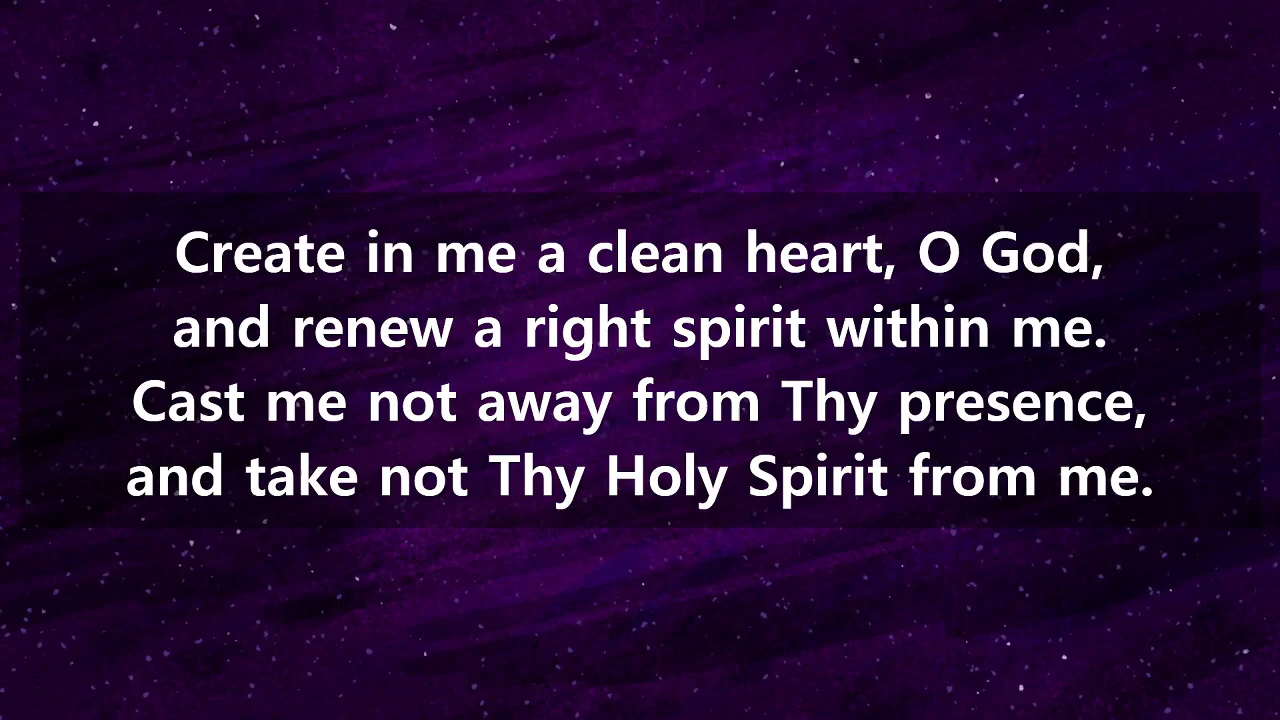 Create in me a clean heart, O God,
and renew a right spirit within me.
Cast me not away from Thy presence,
and take not Thy Holy Spirit from me.